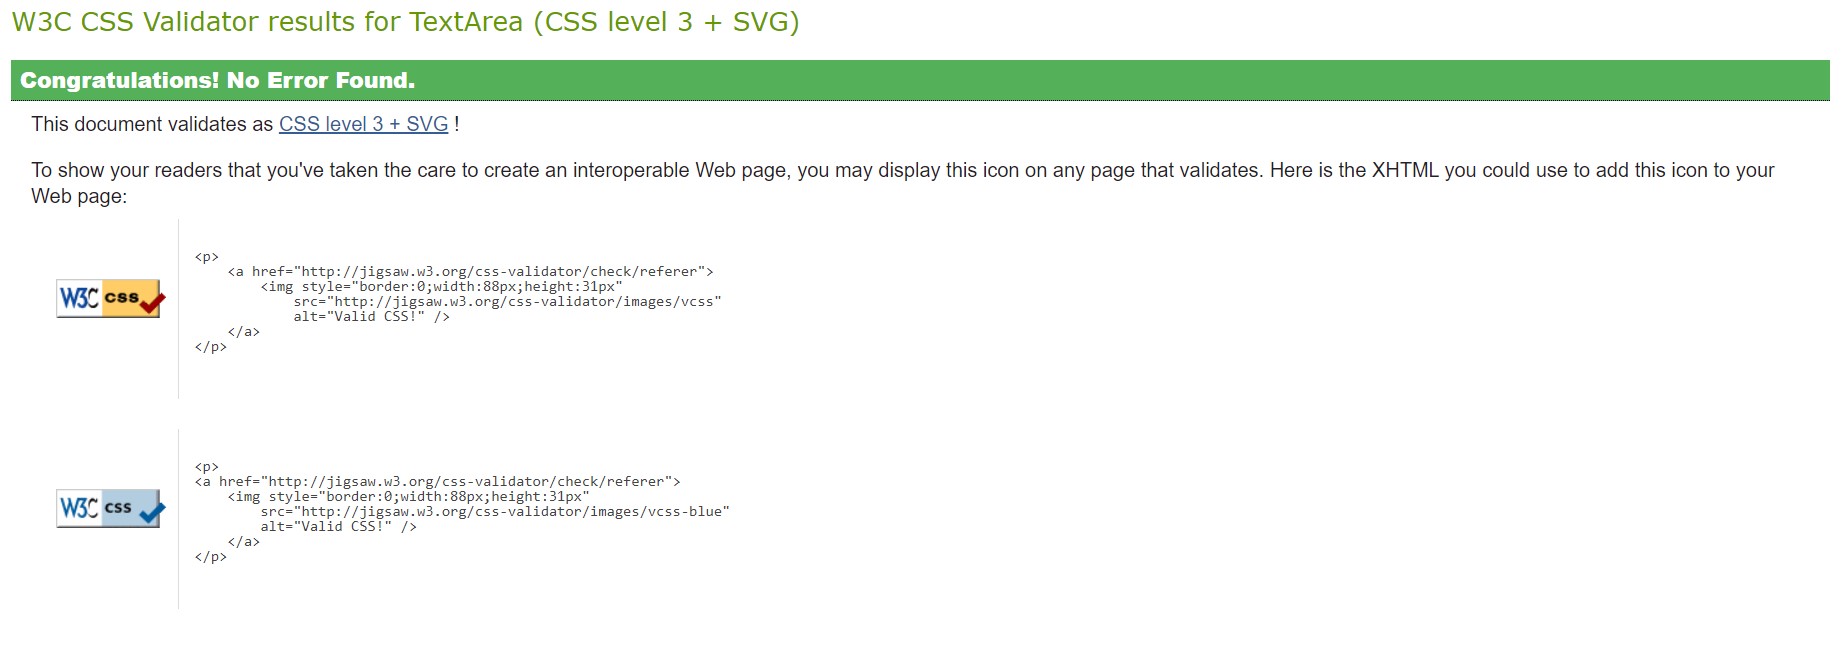 W3C CSS Validator results for TextArea (CSS level 3 + SVG)
Congratulations! No Error Found.
This document validates as CSS level 3 + SVG !
To show your readers that you've taken the care to create an interoperable Web page, you may display this icon on any page that validates. Here is the XHTML you could use to add this icon to your
Web page:
W3C css
<p>
    <a href="http://jigsaw.w3.org/css-validator/check/referer">
        <img style="border:0;width:88px;height:31px"
            src="http://jigsaw.w3.org/css-validator/images/vcss"
            alt="Valid CSS!" />
    </a>
</p>
W3C css
<p>
<a href="http://jigsaw.w3.org/css-validator/check/referer">
    <img style="border:0;width:88px;height:31px"
        src="http://jigsaw.w3.org/css-validator/images/vcss-blue"
        alt="Valid CSS!" />
    </a>
</p>